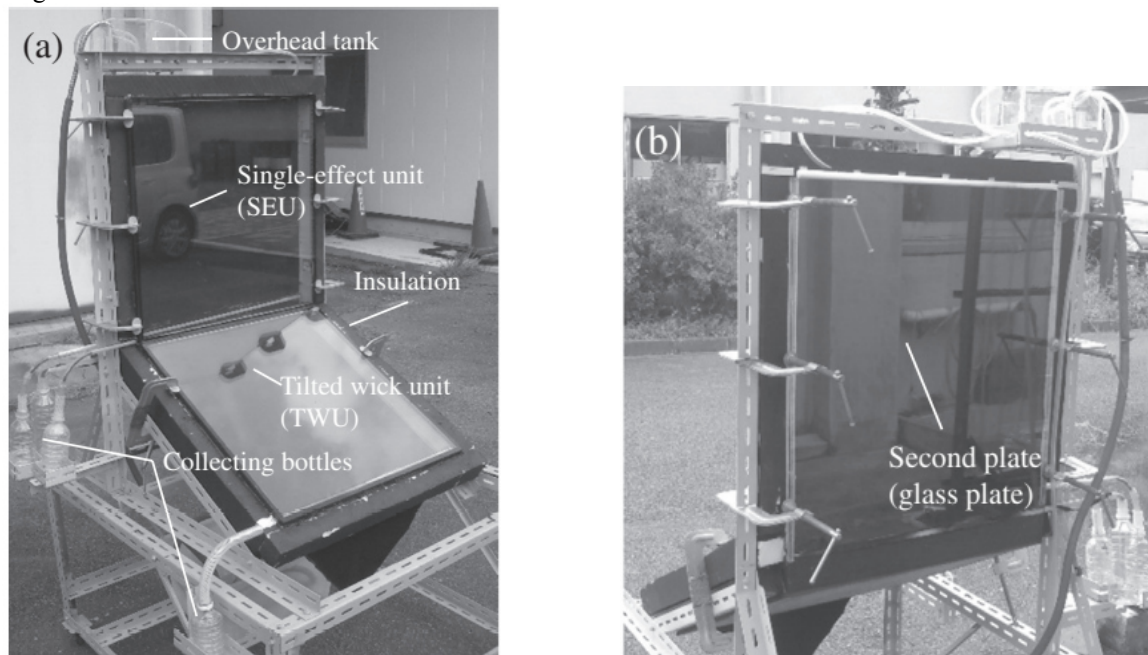 (a)
Overhead tank
Single-effect unit
(SEU)
Insulation
Tilted wick unit
(TWU)
Collecting bottles
(b)
Second plate
(glass plate)